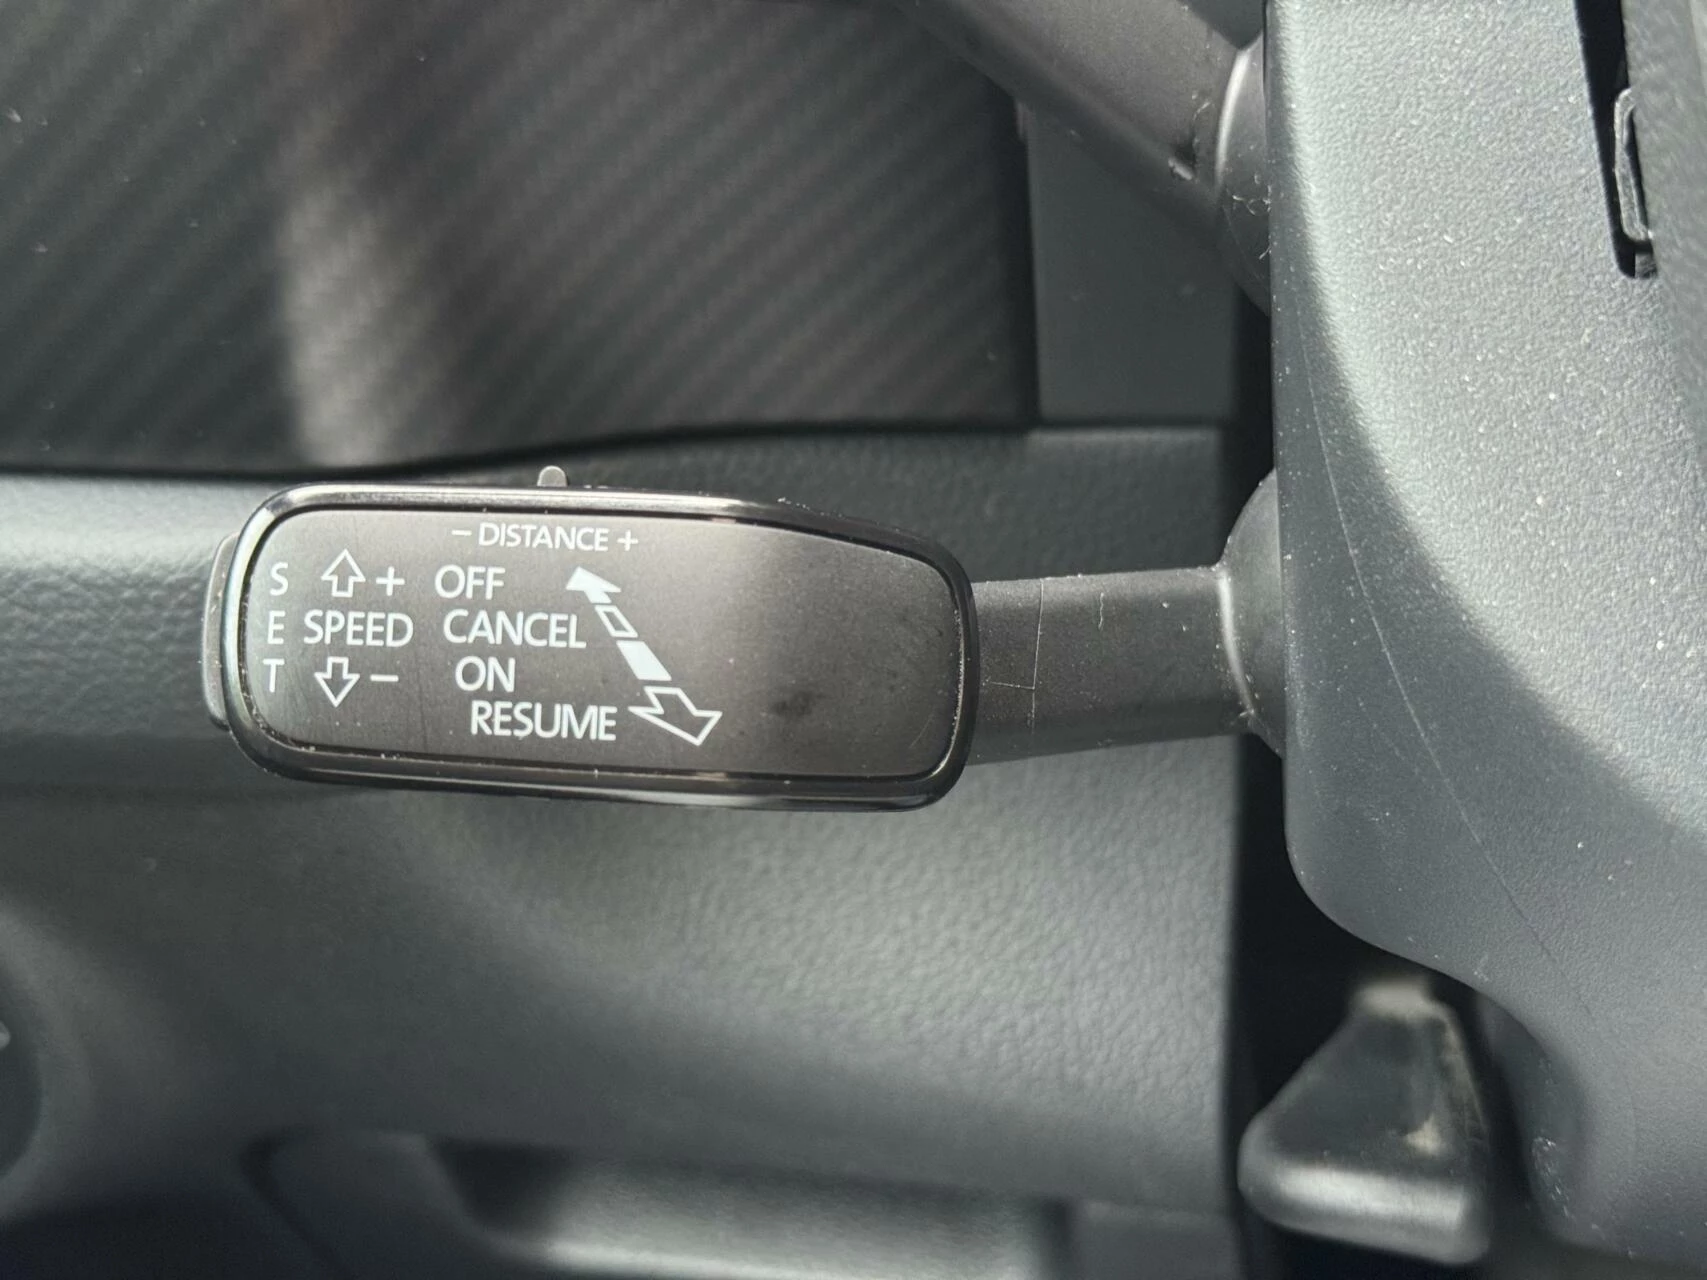 − DISTANCE +
S + OFF
E SPEED CANCEL
T − ON
RESUME